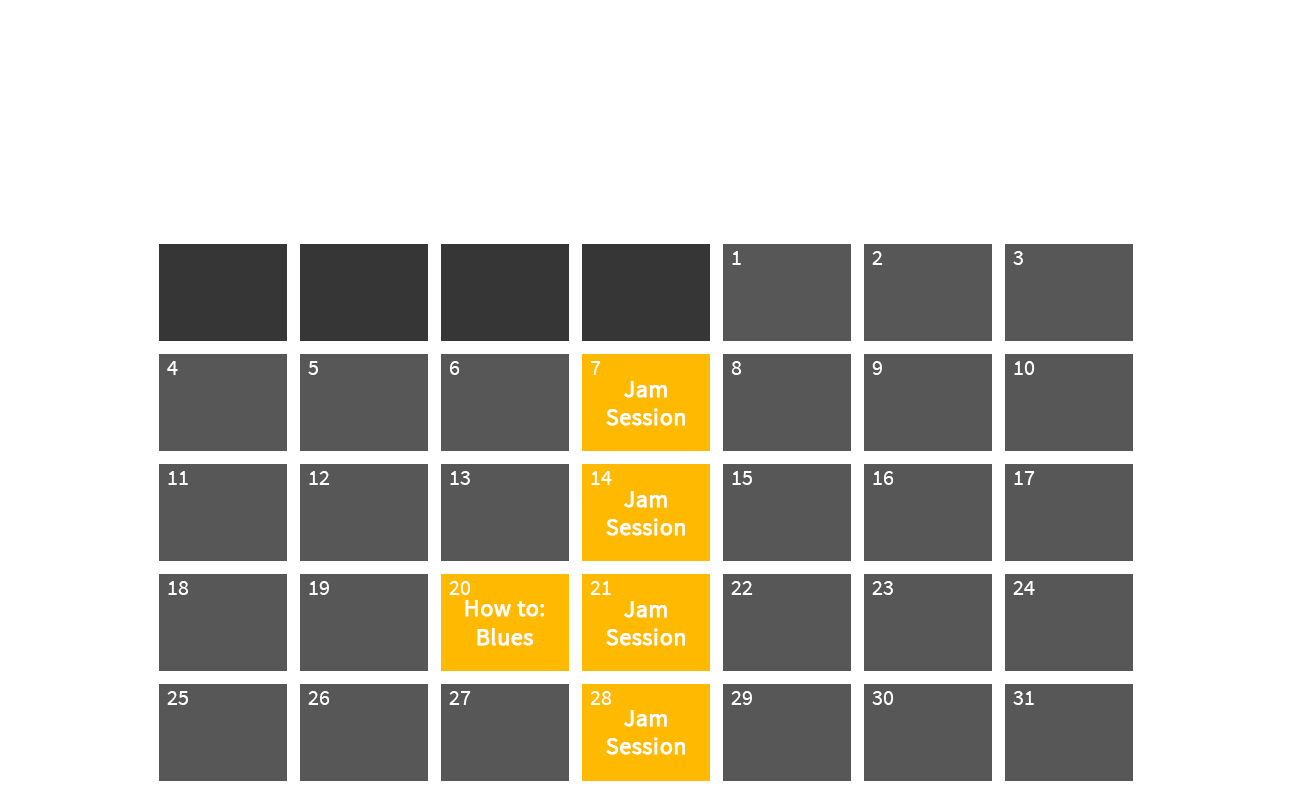 1 2 3
4 5 6 7 8 9 10
Jam
Session
11 12 13 14 15 16 17
Jam
Session
18 19 20 21 22 23 24
How to: Jam
Blues Session
25 26 27 28 29 30 31
Jam
Session